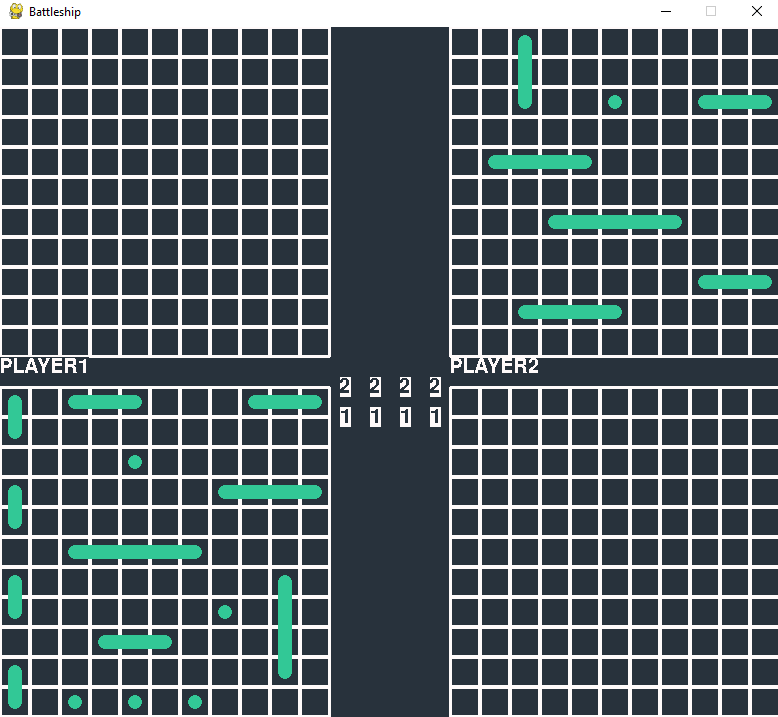 Battleship
PLAYER1
PLAYER2
2 2 2 2
1 1 1 1